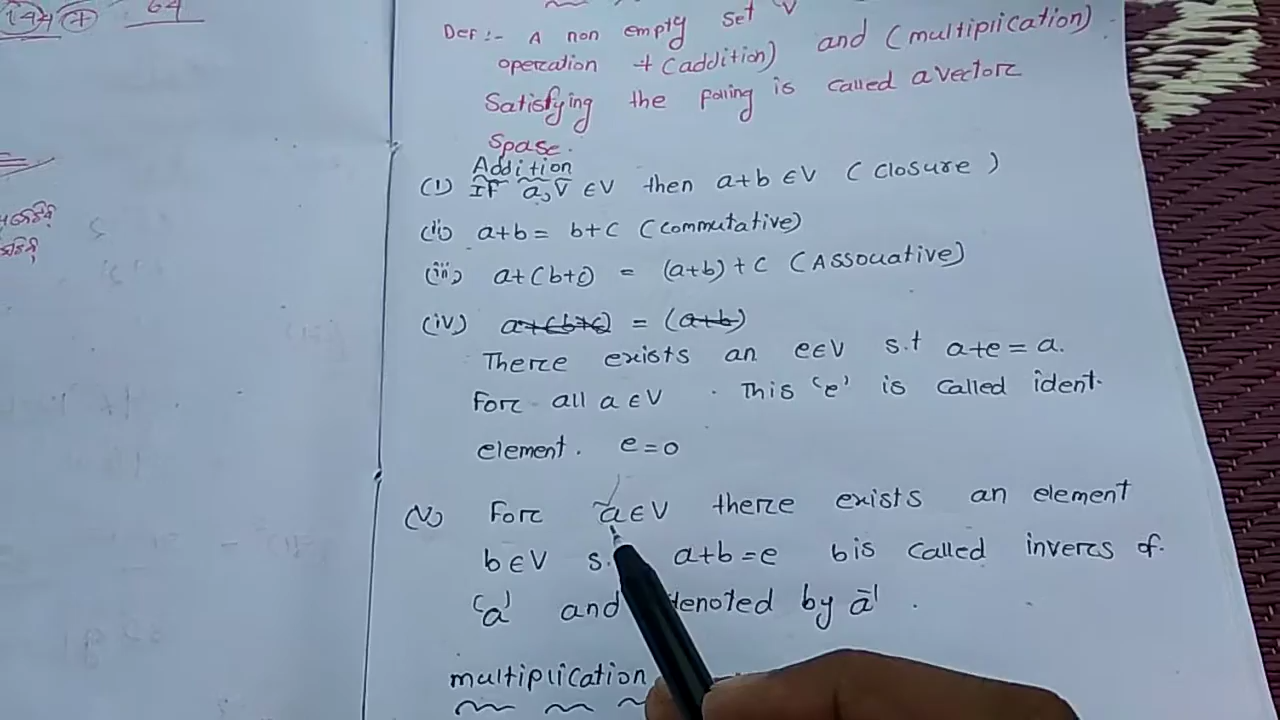 64
Def :- A non empty set V
operation + (addition) and (multiplication).
Satisfying the folling is called a vector
Spase.
Addition
(i) If a, V ∈V then a+b ∈V (Closure)
(ii) a+b = b+c (Commutative)
(iii) a+(b+c) = (a+b)+c (Assouative)
(iv) a+(b+c) = (a+b)
There exists an e∈V s.t a+e = a.
For all a ∈V . This 'e' is called ident.
element. e=0
(V) For a∈V there exists an element
b∈V s. a+b=e b is called invers of.
'a' and denoted by a⁻¹ .
multiplication